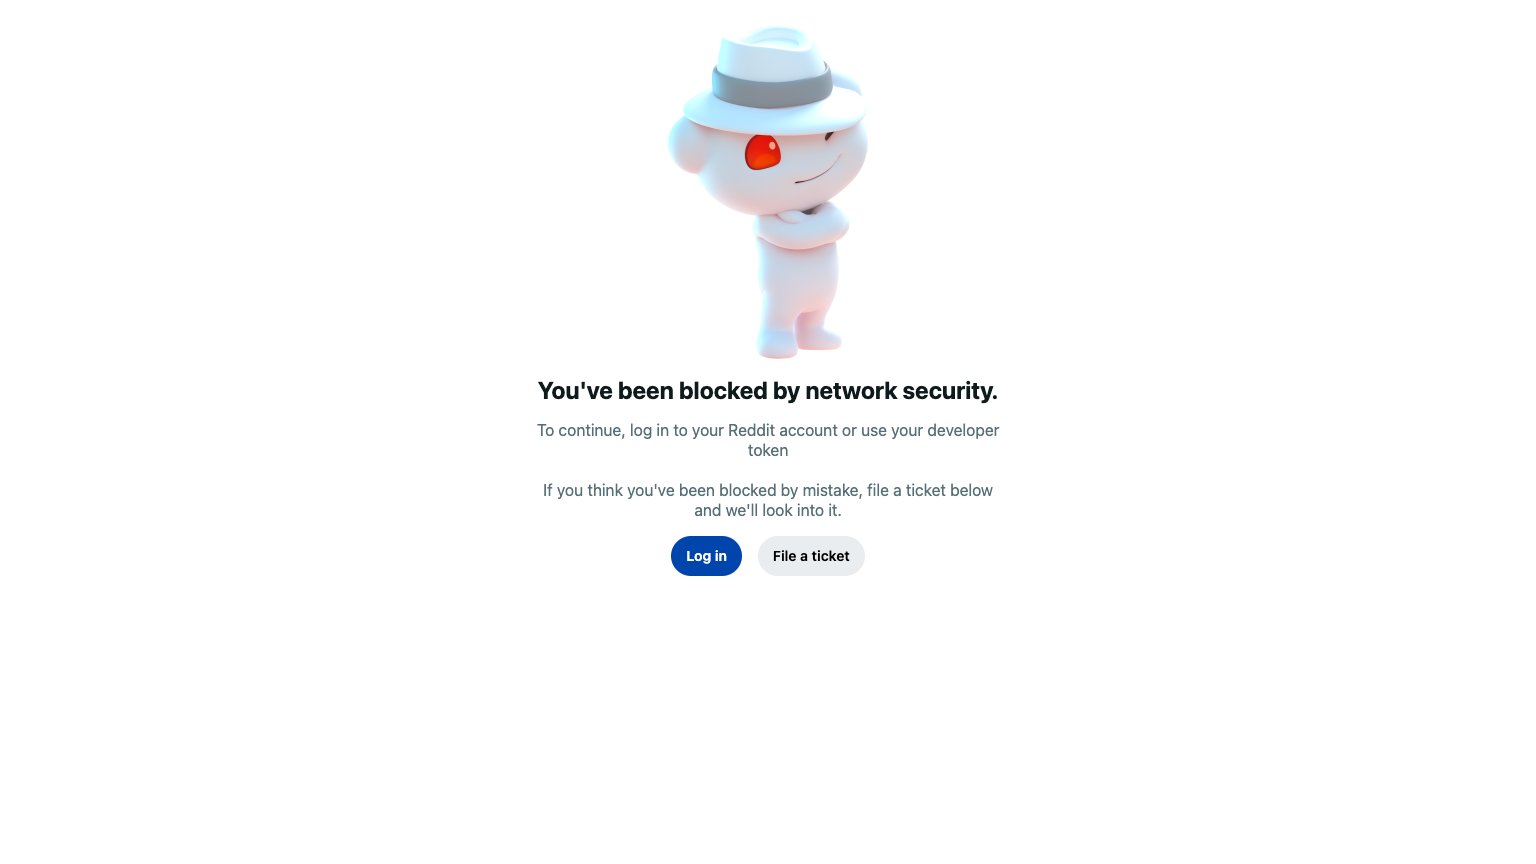 You've been blocked by network security.
To continue, log in to your Reddit account or use your developer
token
If you think you've been blocked by mistake, file a ticket below
and we'll look into it.
Log in
File a ticket